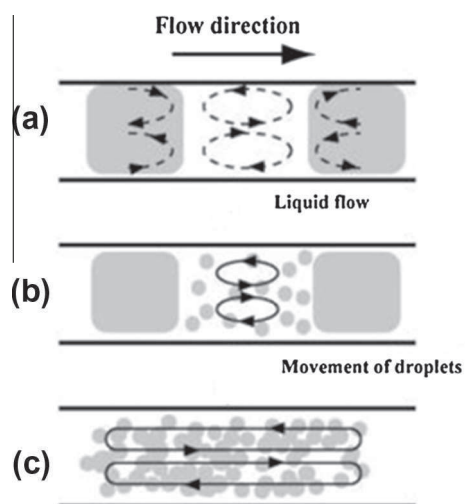 Flow direction
(a)
Liquid flow
(b)
Movement of droplets
(c)